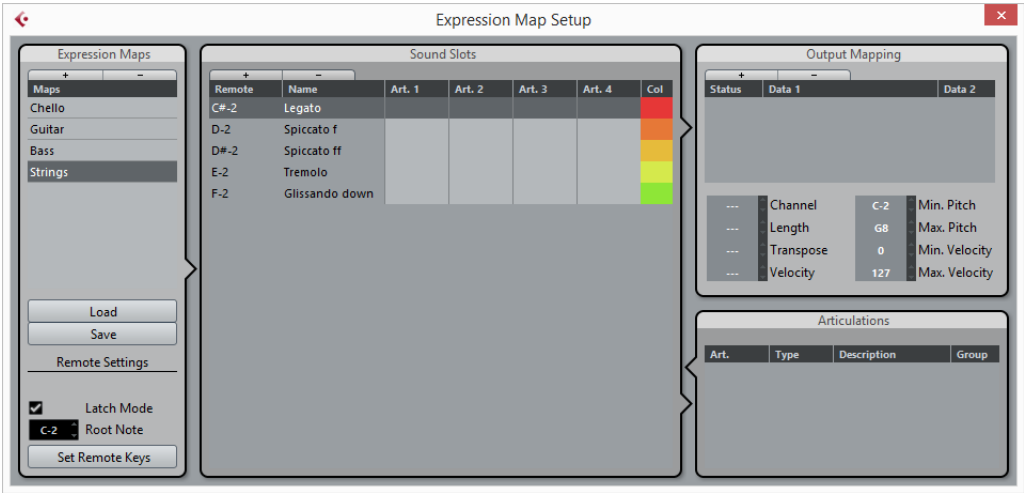 Expression Map Setup
Expression Maps
+ -
Maps
Chello
Guitar
Bass
Strings
Load
Save
Remote Settings
Latch Mode
C-2 Root Note
Set Remote Keys
Sound Slots
+ -
Remote Name Art. 1 Art. 2 Art. 3 Art. 4 Col
C#-2 Legato
D-2 Spiccato f
D#-2 Spiccato ff
E-2 Tremolo
F-2 Glissando down
Output Mapping
+ -
Status Data 1 Data 2
--- Channel C-2 Min. Pitch
--- Length G8 Max. Pitch
--- Transpose 0 Min. Velocity
--- Velocity 127 Max. Velocity
Articulations
Art. Type Description Group